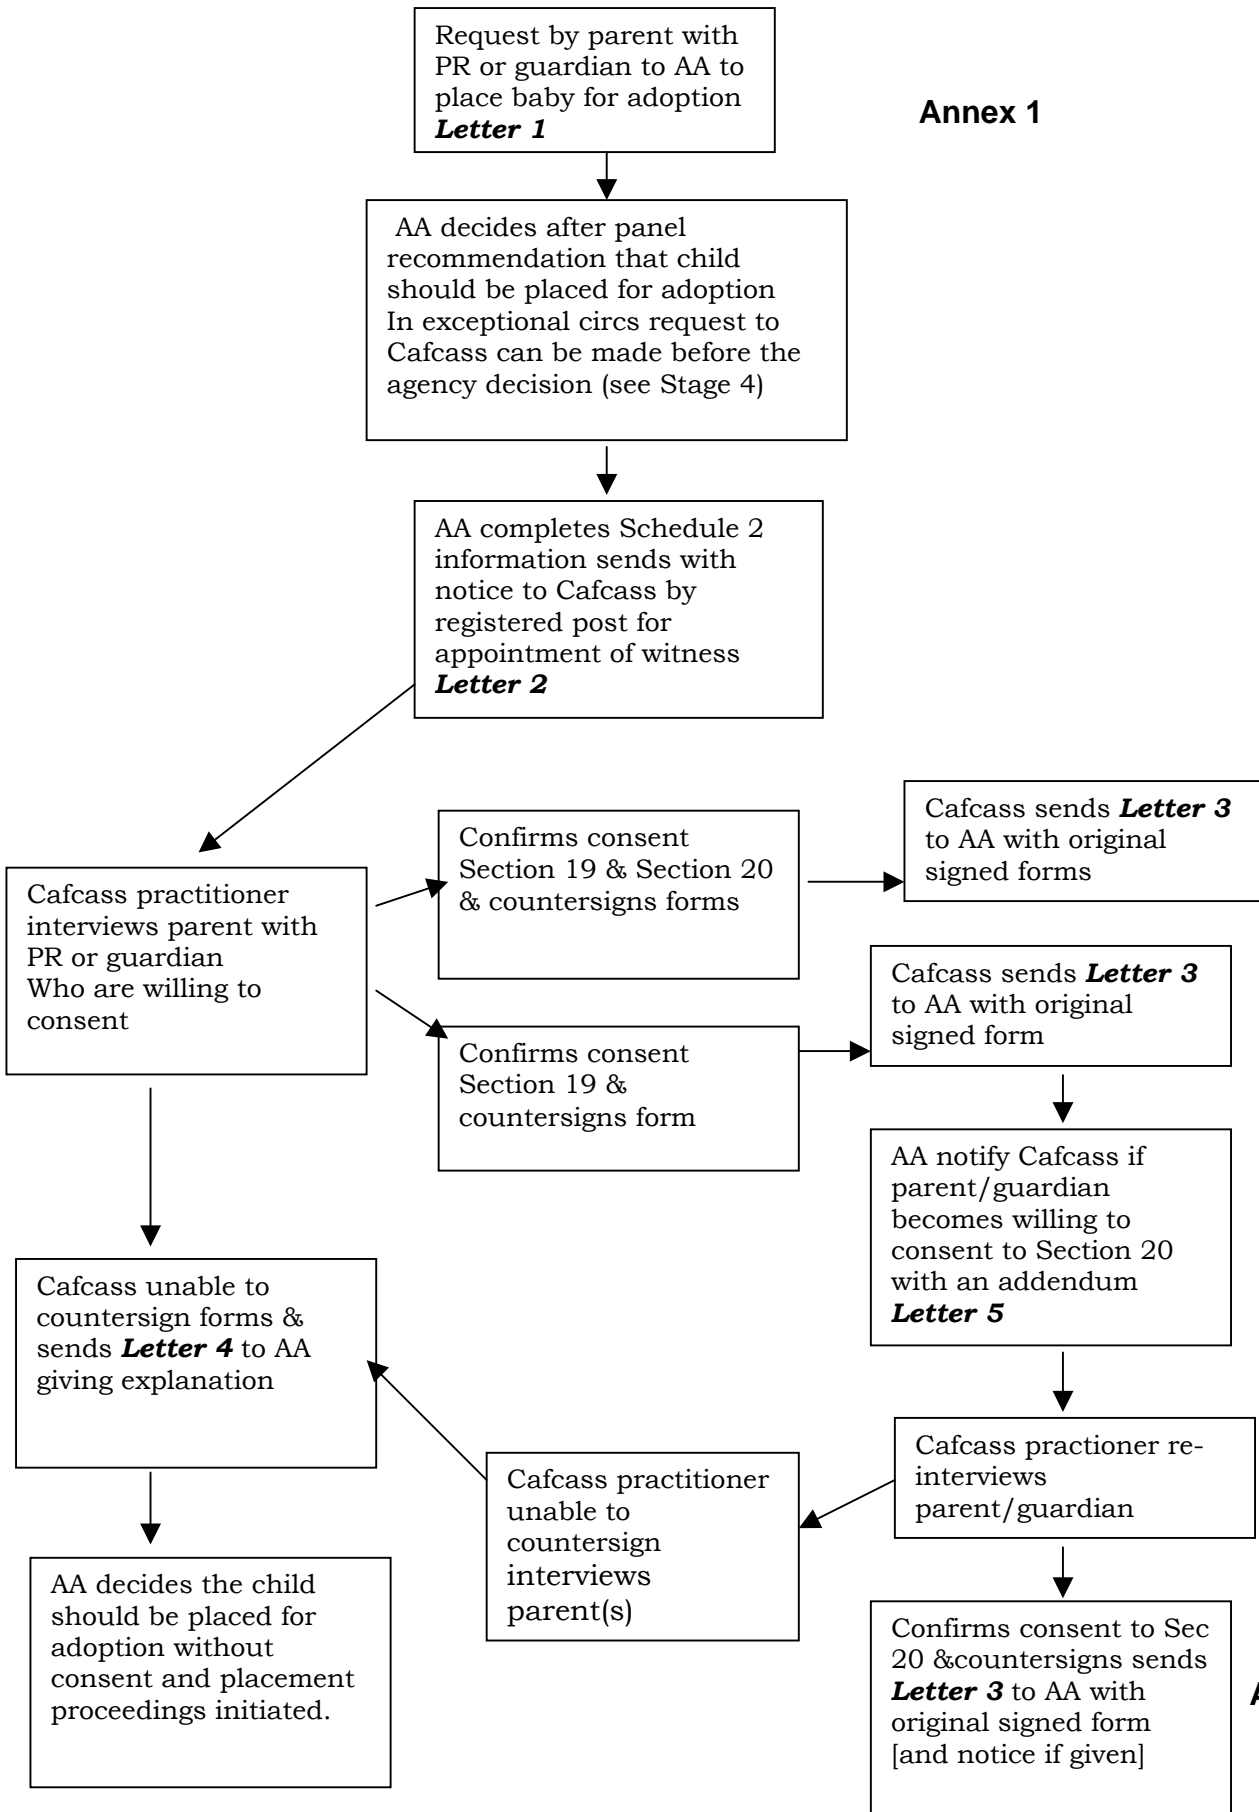 Request by parent with
PR or guardian to AA to
place baby for adoption
Letter 1
Annex 1
AA decides after panel
recommendation that child
should be placed for adoption
In exceptional circs request to
Cafcass can be made before the
agency decision (see Stage 4)
AA completes Schedule 2
information sends with
notice to Cafcass by
registered post for
appointment of witness
Letter 2
Cafcass practitioner
interviews parent with
PR or guardian
Who are willing to
consent
Confirms consent
Section 19 & Section 20
& countersigns forms
Cafcass sends Letter 3
to AA with original
signed forms
Confirms consent
Section 19 &
countersigns form
Cafcass sends Letter 3
to AA with original
signed form
AA notify Cafcass if
parent/guardian
becomes willing to
consent to Section 20
with an addendum
Letter 5
Cafcass unable to
countersign forms &
sends Letter 4 to AA
giving explanation
Cafcass practioner re-
interviews
parent/guardian
Cafcass practitioner
unable to
countersign
interviews
parent(s)
AA decides the child
should be placed for
adoption without
consent and placement
proceedings initiated.
Confirms consent to Sec
20 &countersigns sends
Letter 3 to AA with
original signed form
[and notice if given]